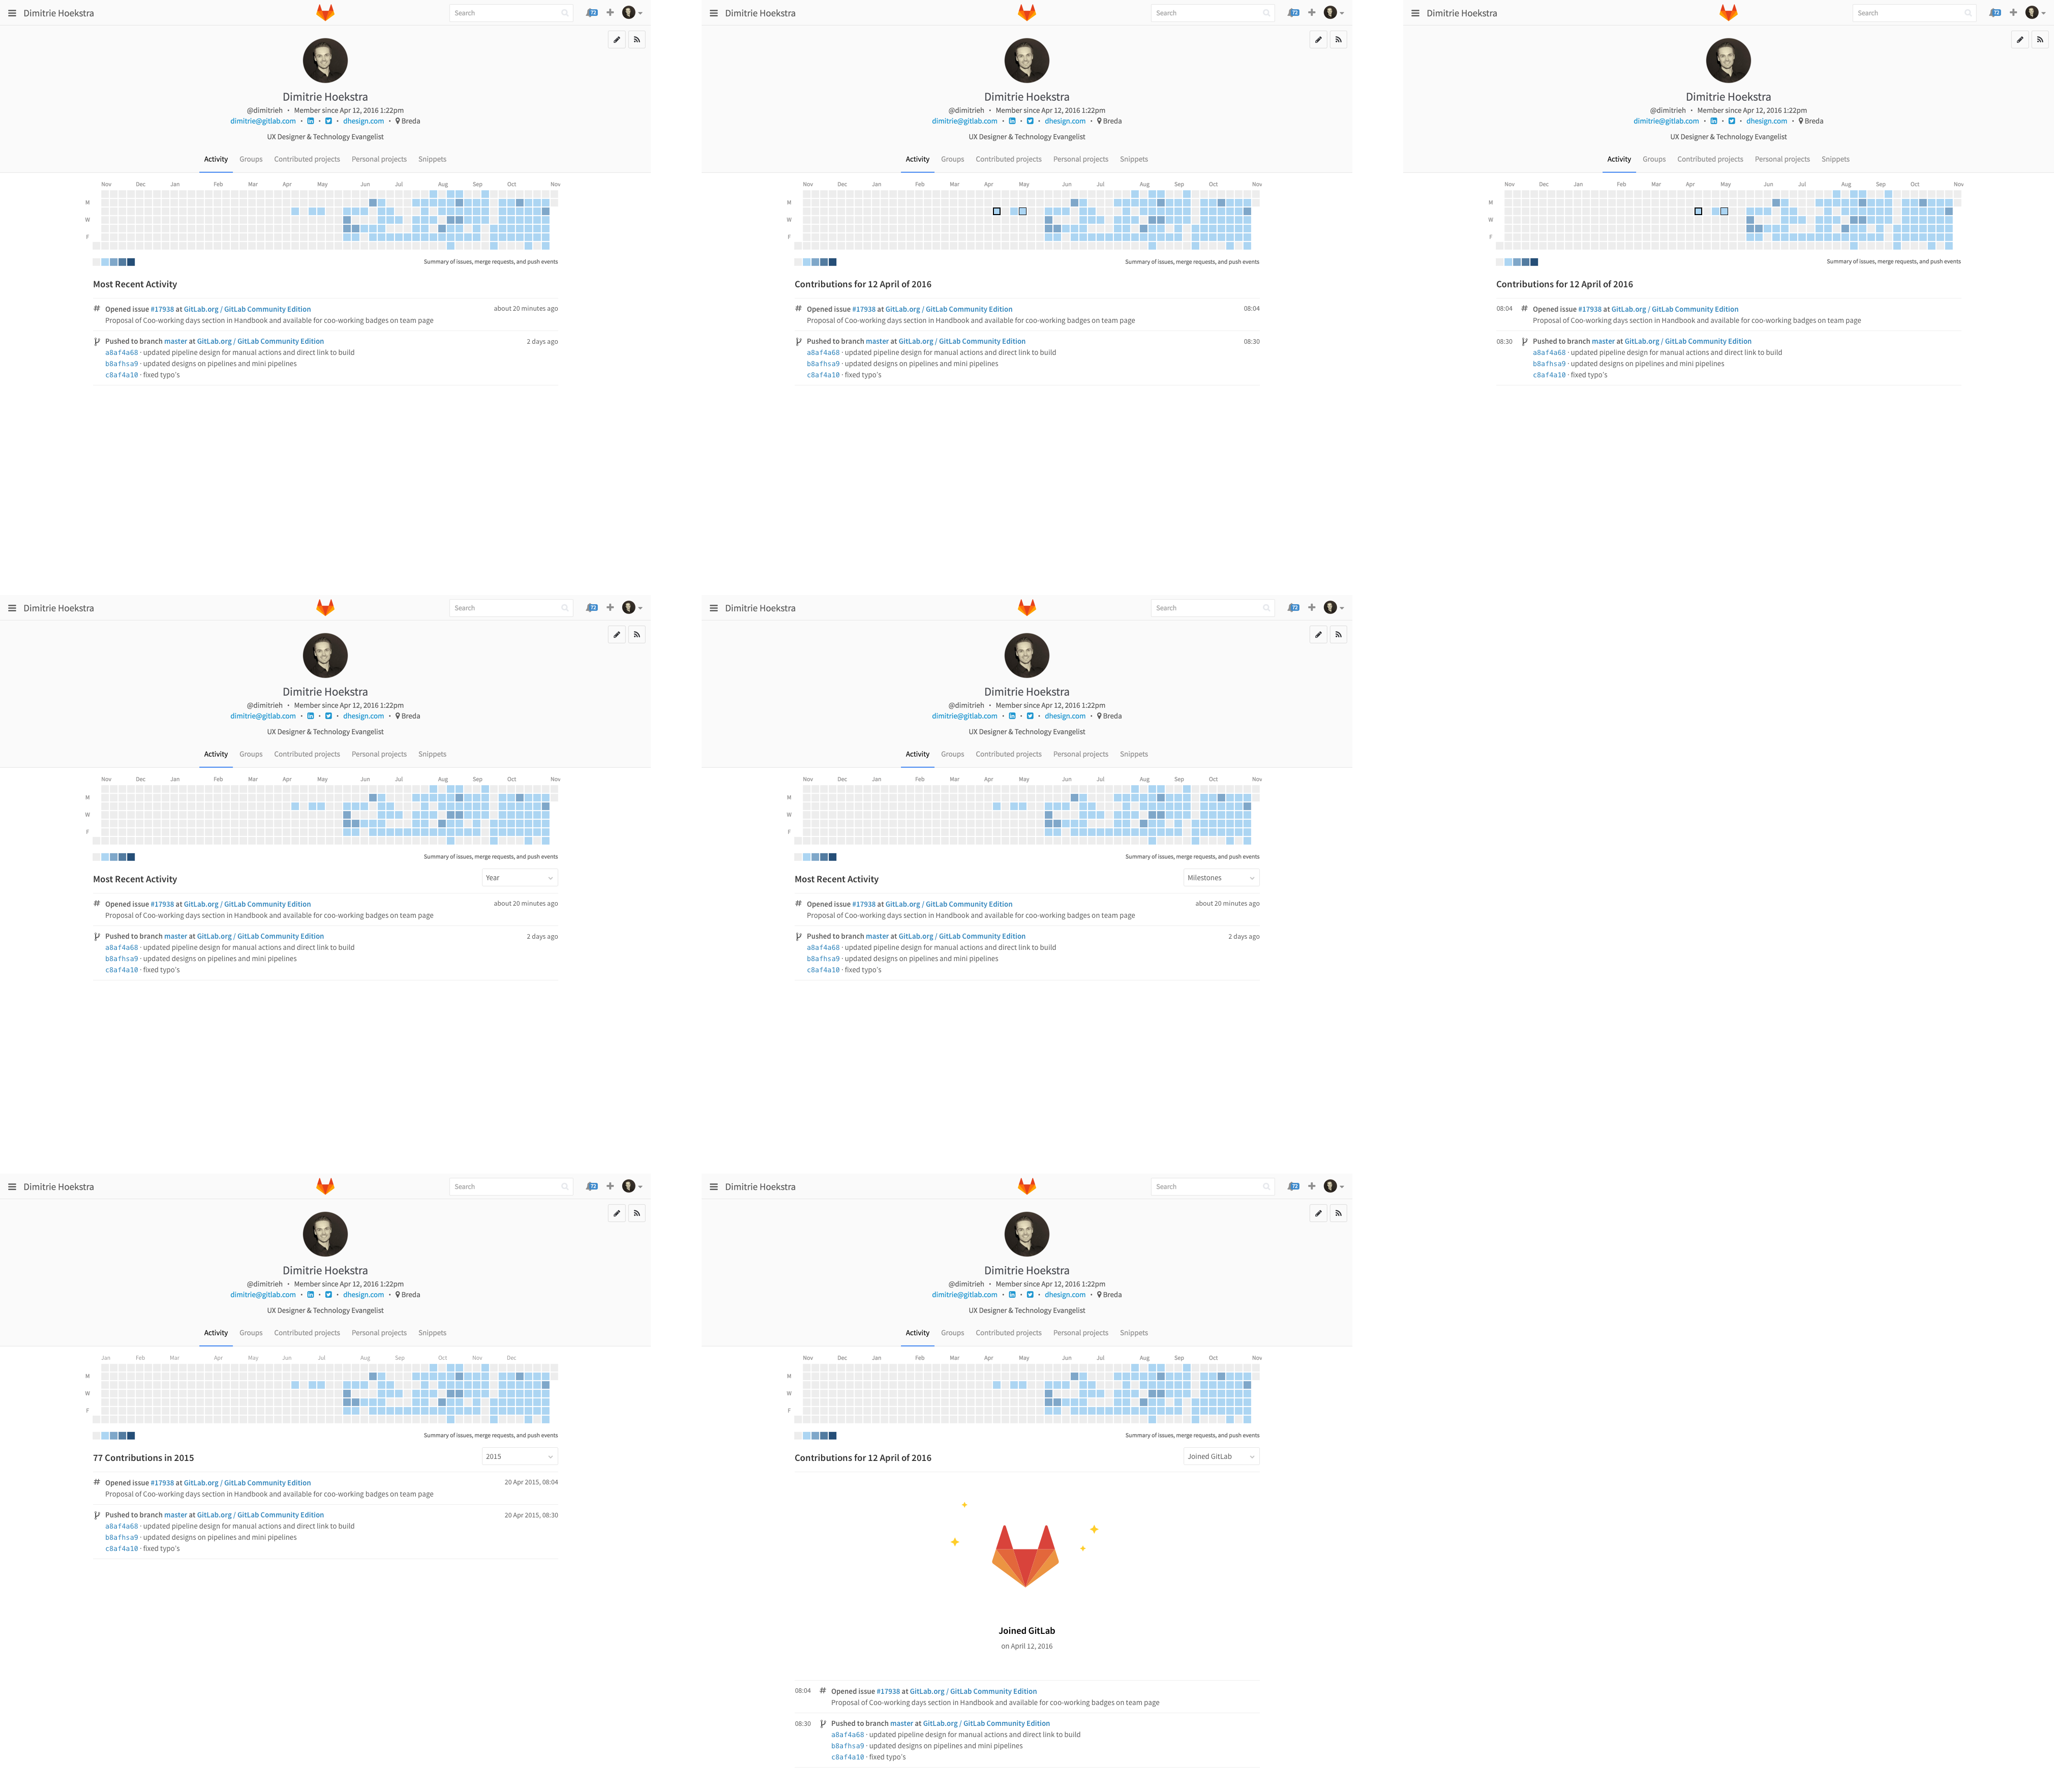 Dimitrie Hoekstra
Search
72
Dimitrie Hoekstra
@dimitrieh • Member since Apr 12, 2016 1:22pm
dimitrie@gitlab.com • • • dhesign.com • Breda
UX Designer & Technology Evangelist
Activity Groups Contributed projects Personal projects Snippets
Nov Dec Jan Feb Mar Apr May Jun Jul Aug Sep Oct Nov
M
W
F
Summary of issues, merge requests, and push events
Most Recent Activity
# Opened issue #17938 at GitLab.org / GitLab Community Edition about 20 minutes ago
Proposal of Coo-working days section in Handbook and available for coo-working badges on team page
Pushed to branch master at GitLab.org / GitLab Community Edition 2 days ago
a8af4a68 · updated pipeline design for manual actions and direct link to build
b8afhsa9 · updated designs on pipelines and mini pipelines
c8af4a10 · fixed typo's
Dimitrie Hoekstra
Search
72
Dimitrie Hoekstra
@dimitrieh • Member since Apr 12, 2016 1:22pm
dimitrie@gitlab.com • • • dhesign.com • Breda
UX Designer & Technology Evangelist
Activity Groups Contributed projects Personal projects Snippets
Nov Dec Jan Feb Mar Apr May Jun Jul Aug Sep Oct Nov
M
W
F
Summary of issues, merge requests, and push events
Contributions for 12 April of 2016
# Opened issue #17938 at GitLab.org / GitLab Community Edition 08:04
Proposal of Coo-working days section in Handbook and available for coo-working badges on team page
Pushed to branch master at GitLab.org / GitLab Community Edition 08:30
a8af4a68 · updated pipeline design for manual actions and direct link to build
b8afhsa9 · updated designs on pipelines and mini pipelines
c8af4a10 · fixed typo's
Dimitrie Hoekstra
Search
72
Dimitrie Hoekstra
@dimitrieh • Member since Apr 12, 2016 1:22pm
dimitrie@gitlab.com • • • dhesign.com • Breda
UX Designer & Technology Evangelist
Activity Groups Contributed projects Personal projects Snippets
Nov Dec Jan Feb Mar Apr May Jun Jul Aug Sep Oct Nov
M
W
F
Summary of issues, merge requests, and push events
Contributions for 12 April of 2016
08:04 # Opened issue #17938 at GitLab.org / GitLab Community Edition
Proposal of Coo-working days section in Handbook and available for coo-working badges on team page
08:30 Pushed to branch master at GitLab.org / GitLab Community Edition
a8af4a68 · updated pipeline design for manual actions and direct link to build
b8afhsa9 · updated designs on pipelines and mini pipelines
c8af4a10 · fixed typo's
Dimitrie Hoekstra
Search
72
Dimitrie Hoekstra
@dimitrieh • Member since Apr 12, 2016 1:22pm
dimitrie@gitlab.com • • • dhesign.com • Breda
UX Designer & Technology Evangelist
Activity Groups Contributed projects Personal projects Snippets
Nov Dec Jan Feb Mar Apr May Jun Jul Aug Sep Oct Nov
M
W
F
Summary of issues, merge requests, and push events
Most Recent Activity Year
# Opened issue #17938 at GitLab.org / GitLab Community Edition about 20 minutes ago
Proposal of Coo-working days section in Handbook and available for coo-working badges on team page
Pushed to branch master at GitLab.org / GitLab Community Edition 2 days ago
a8af4a68 · updated pipeline design for manual actions and direct link to build
b8afhsa9 · updated designs on pipelines and mini pipelines
c8af4a10 · fixed typo's
Dimitrie Hoekstra
Search
72
Dimitrie Hoekstra
@dimitrieh • Member since Apr 12, 2016 1:22pm
dimitrie@gitlab.com • • • dhesign.com • Breda
UX Designer & Technology Evangelist
Activity Groups Contributed projects Personal projects Snippets
Nov Dec Jan Feb Mar Apr May Jun Jul Aug Sep Oct Nov
M
W
F
Summary of issues, merge requests, and push events
Most Recent Activity Milestones
# Opened issue #17938 at GitLab.org / GitLab Community Edition about 20 minutes ago
Proposal of Coo-working days section in Handbook and available for coo-working badges on team page
Pushed to branch master at GitLab.org / GitLab Community Edition 2 days ago
a8af4a68 · updated pipeline design for manual actions and direct link to build
b8afhsa9 · updated designs on pipelines and mini pipelines
c8af4a10 · fixed typo's
Dimitrie Hoekstra
Search
72
Dimitrie Hoekstra
@dimitrieh • Member since Apr 12, 2016 1:22pm
dimitrie@gitlab.com • • • dhesign.com • Breda
UX Designer & Technology Evangelist
Activity Groups Contributed projects Personal projects Snippets
Jan Feb Mar Apr May Jun Jul Aug Sep Oct Nov Dec
M
W
F
Summary of issues, merge requests, and push events
77 Contributions in 2015 2015
# Opened issue #17938 at GitLab.org / GitLab Community Edition 20 Apr 2015, 08:04
Proposal of Coo-working days section in Handbook and available for coo-working badges on team page
Pushed to branch master at GitLab.org / GitLab Community Edition 20 Apr 2015, 08:30
a8af4a68 · updated pipeline design for manual actions and direct link to build
b8afhsa9 · updated designs on pipelines and mini pipelines
c8af4a10 · fixed typo's
Dimitrie Hoekstra
Search
72
Dimitrie Hoekstra
@dimitrieh • Member since Apr 12, 2016 1:22pm
dimitrie@gitlab.com • • • dhesign.com • Breda
UX Designer & Technology Evangelist
Activity Groups Contributed projects Personal projects Snippets
Nov Dec Jan Feb Mar Apr May Jun Jul Aug Sep Oct Nov
M
W
F
Summary of issues, merge requests, and push events
Contributions for 12 April of 2016 Joined GitLab
Joined GitLab
on April 12, 2016
08:04 # Opened issue #17938 at GitLab.org / GitLab Community Edition
Proposal of Coo-working days section in Handbook and available for coo-working badges on team page
08:30 Pushed to branch master at GitLab.org / GitLab Community Edition
a8af4a68 · updated pipeline design for manual actions and direct link to build
b8afhsa9 · updated designs on pipelines and mini pipelines
c8af4a10 · fixed typo's